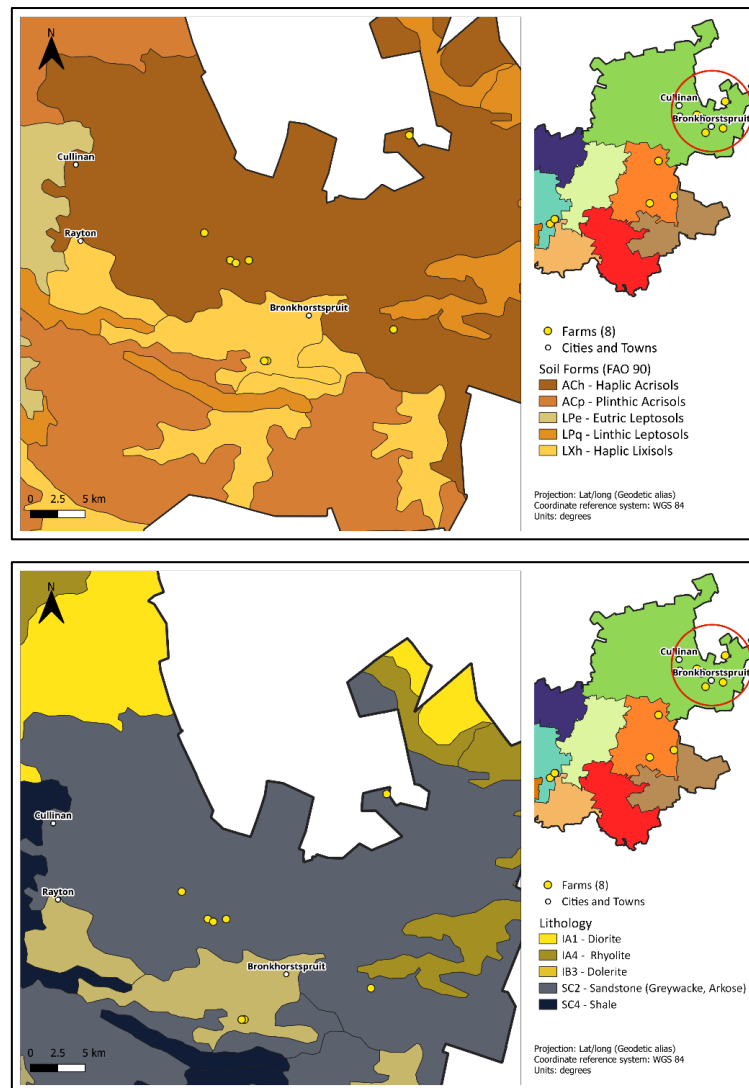 N
Cullinan
Rayton
Bronkhorstspruit
0 2.5 5 km
Cullinan
Bronkhorstspruit
Farms (8)
Cities and Towns
Soil Forms (FAO 90)
ACh - Haplic Acrisols
ACp - Plinthic Acrisols
LPe - Eutric Leptosols
LPq - Linthic Leptosols
LXh - Haplic Lixisols
Projection: Lat/long (Geodetic alias)
Coordinate reference system: WGS 84
Units: degrees
N
Cullinan
Rayton
Bronkhorstspruit
0 2.5 5 km
Cullinan
Bronkhorstspruit
Farms (8)
Cities and Towns
Lithology
IA1 - Diorite
IA4 - Rhyolite
IB3 - Dolerite
SC2 - Sandstone (Greywacke, Arkose)
SC4 - Shale
Projection: Lat/long (Geodetic alias)
Coordinate reference system: WGS 84
Units: degrees